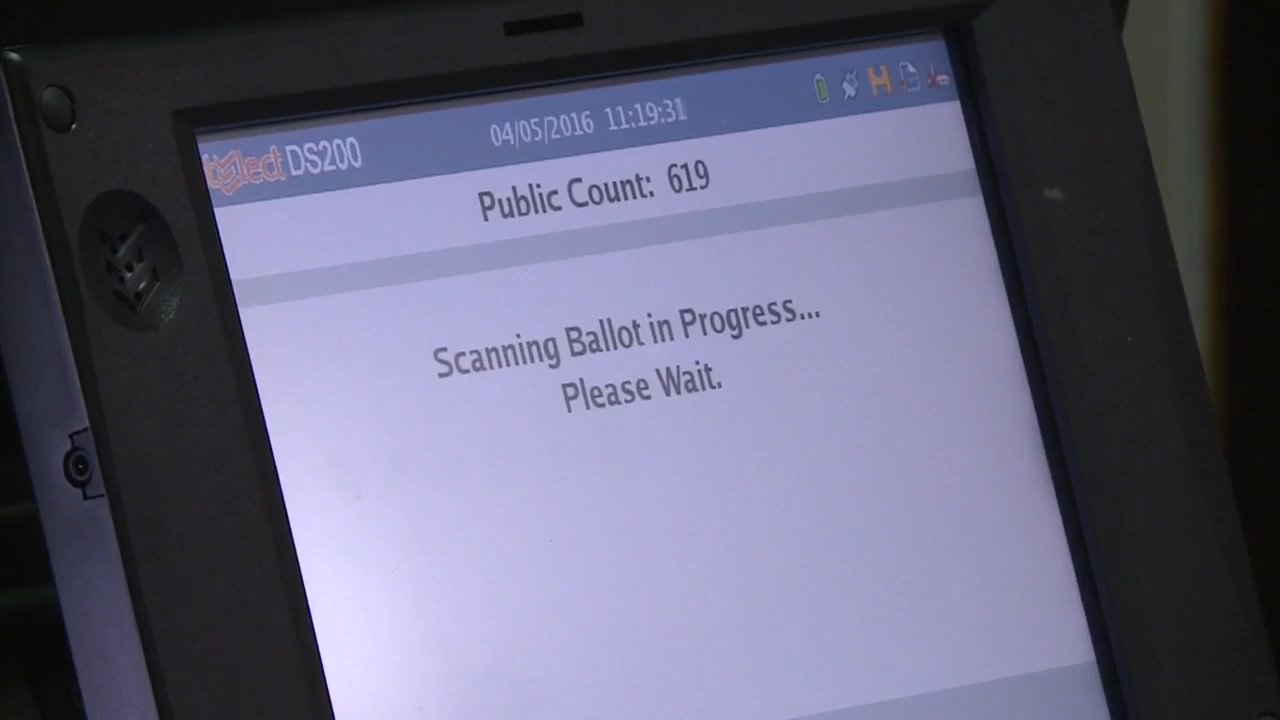 DS200
04/05/2016 11:19:31
Public Count: 619
Scanning Ballot in Progress...
Please Wait.